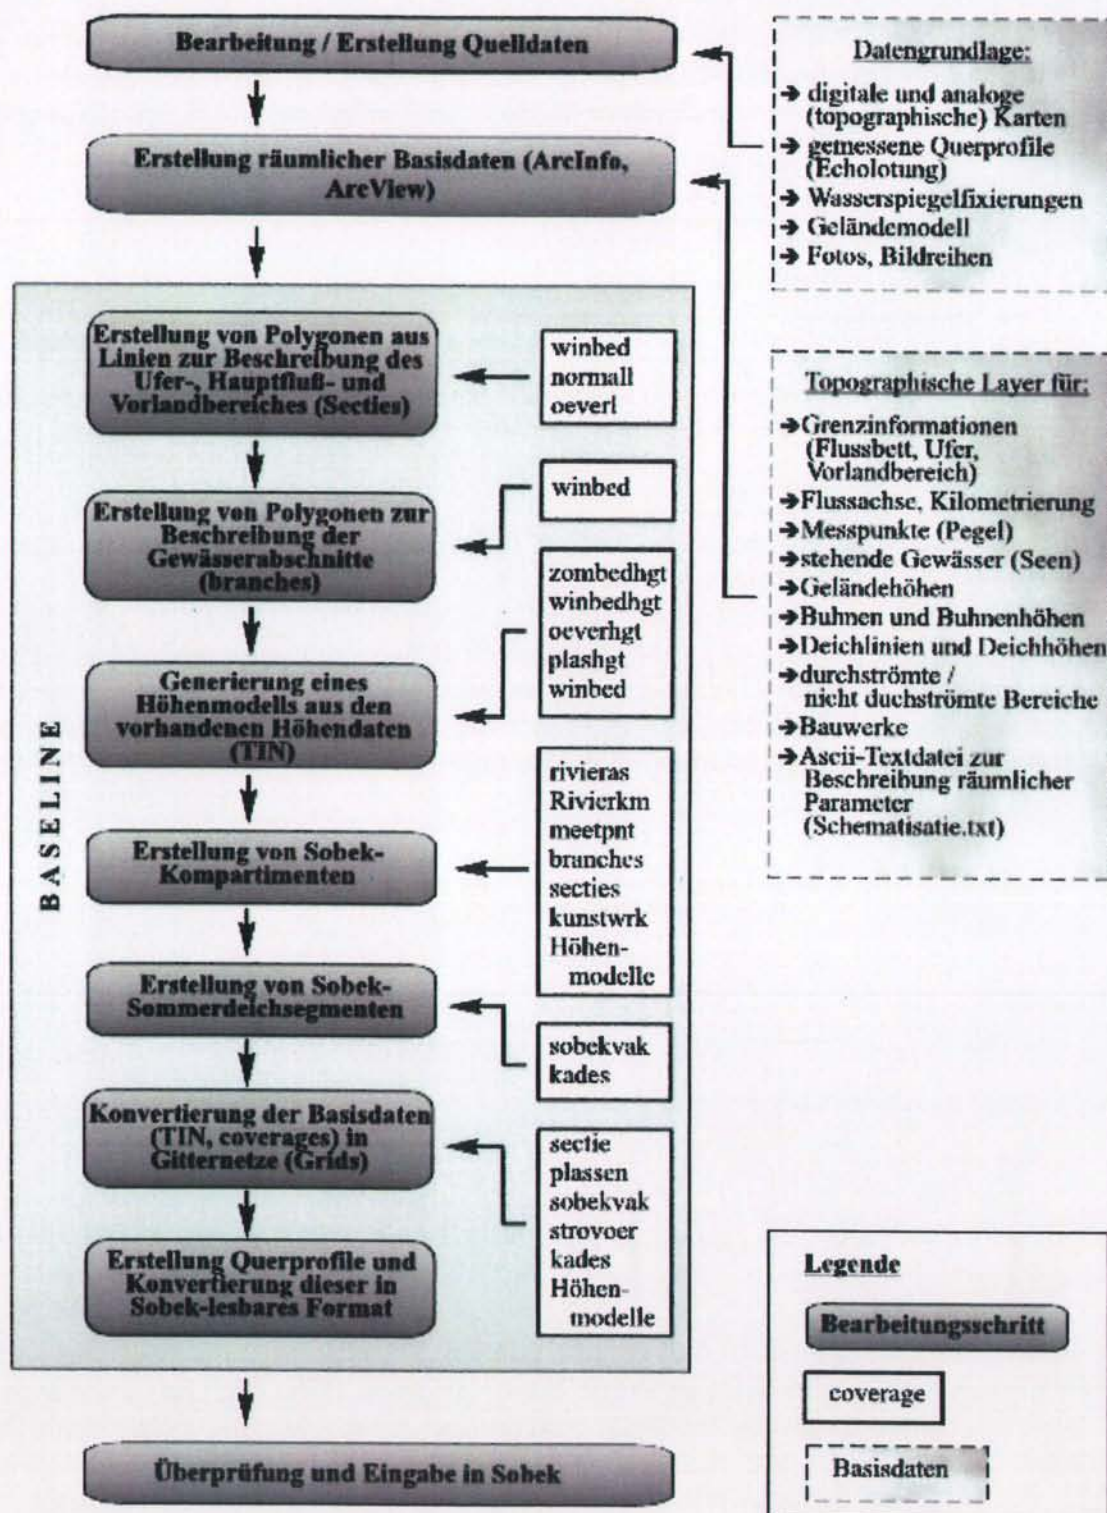 Bearbeitung / Erstellung Quelldaten
Erstellung räumlicher Basisdaten (ArcInfo,
ArcView)
Datengrundlage:
➔ digitale und analoge
(topographische) Karten
➔ gemessene Querprofile
(Echolotung)
➔ Wasserspiegelfixierungen
➔ Geländemodell
➔ Fotos, Bildreihen
BASELINE
Erstellung von Polygonen aus
Linien zur Beschreibung des
Ufer-, Hauptfluß- und
Vorlandbereiches (Secties)
winbed
normall
oeverl
Erstellung von Polygonen zur
Beschreibung der
Gewässerabschnitte
(branches)
winbed
Generierung eines
Höhenmodells aus den
vorhandenen Höhendaten
(TIN)
zombedhgt
winbedhgt
oeverhgt
plashgt
winbed
Erstellung von Sobek-
Kompartimenten
rivieras
Rivierkm
meetpnt
branches
secties
kunstwrk
Höhen-
modelle
Erstellung von Sobek-
Sommerdeichsegmenten
sobekvak
kades
Konvertierung der Basisdaten
(TIN, coverages) in
Gitternetze (Grids)
sectie
plassen
sobekvak
strovoer
kades
Höhen-
modelle
Erstellung Querprofile und
Konvertierung dieser in
Sobek-lesbares Format
Überprüfung und Eingabe in Sobek
Topographische Layer für:
➔Grenzinformationen
(Flussbett, Ufer,
Vorlandbereich)
➔Flussachse, Kilometrierung
➔Messpunkte (Pegel)
➔stehende Gewässer (Seen)
➔Geländehöhen
➔Buhnen und Buhnenhöhen
➔Deichlinien und Deichhöhen
➔durchströmte /
nicht duchströmte Bereiche
➔Bauwerke
➔Ascii-Textdatei zur
Beschreibung räumlicher
Parameter
(Schematisatie.txt)
Legende
Bearbeitungsschritt
coverage
Basisdaten